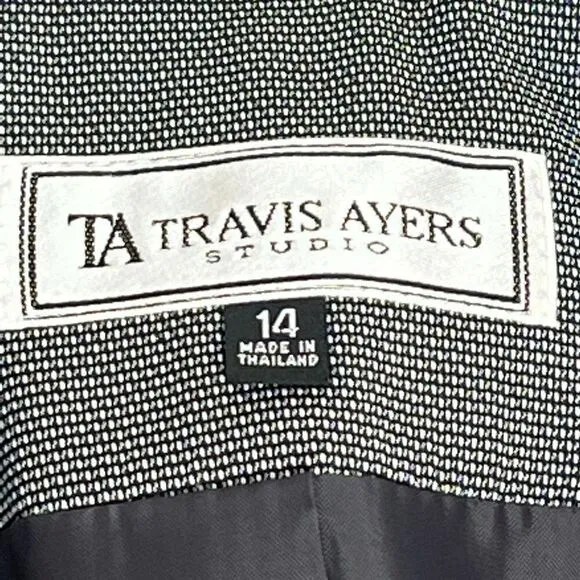 TA TRAVIS AYERS
STUDIO
14
MADE IN
THAILAND